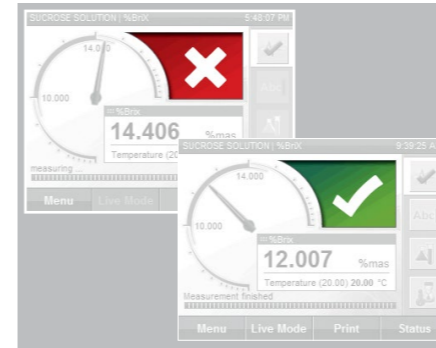 SUCROSE SOLUTION | %BriX 5:48:07 PM
14.000
10.000
Abc
= %Brix
14.406 %mas
Temperature (20
measuring ...
Menu Live Mode
SUCROSE SOLUTION | %BriX 9:39:25 A
14.000
10.000
Abc
= %Brix
12.007 %mas
Temperature (20.00) 20.00 °C
Measurement finished
Menu Live Mode Print Status